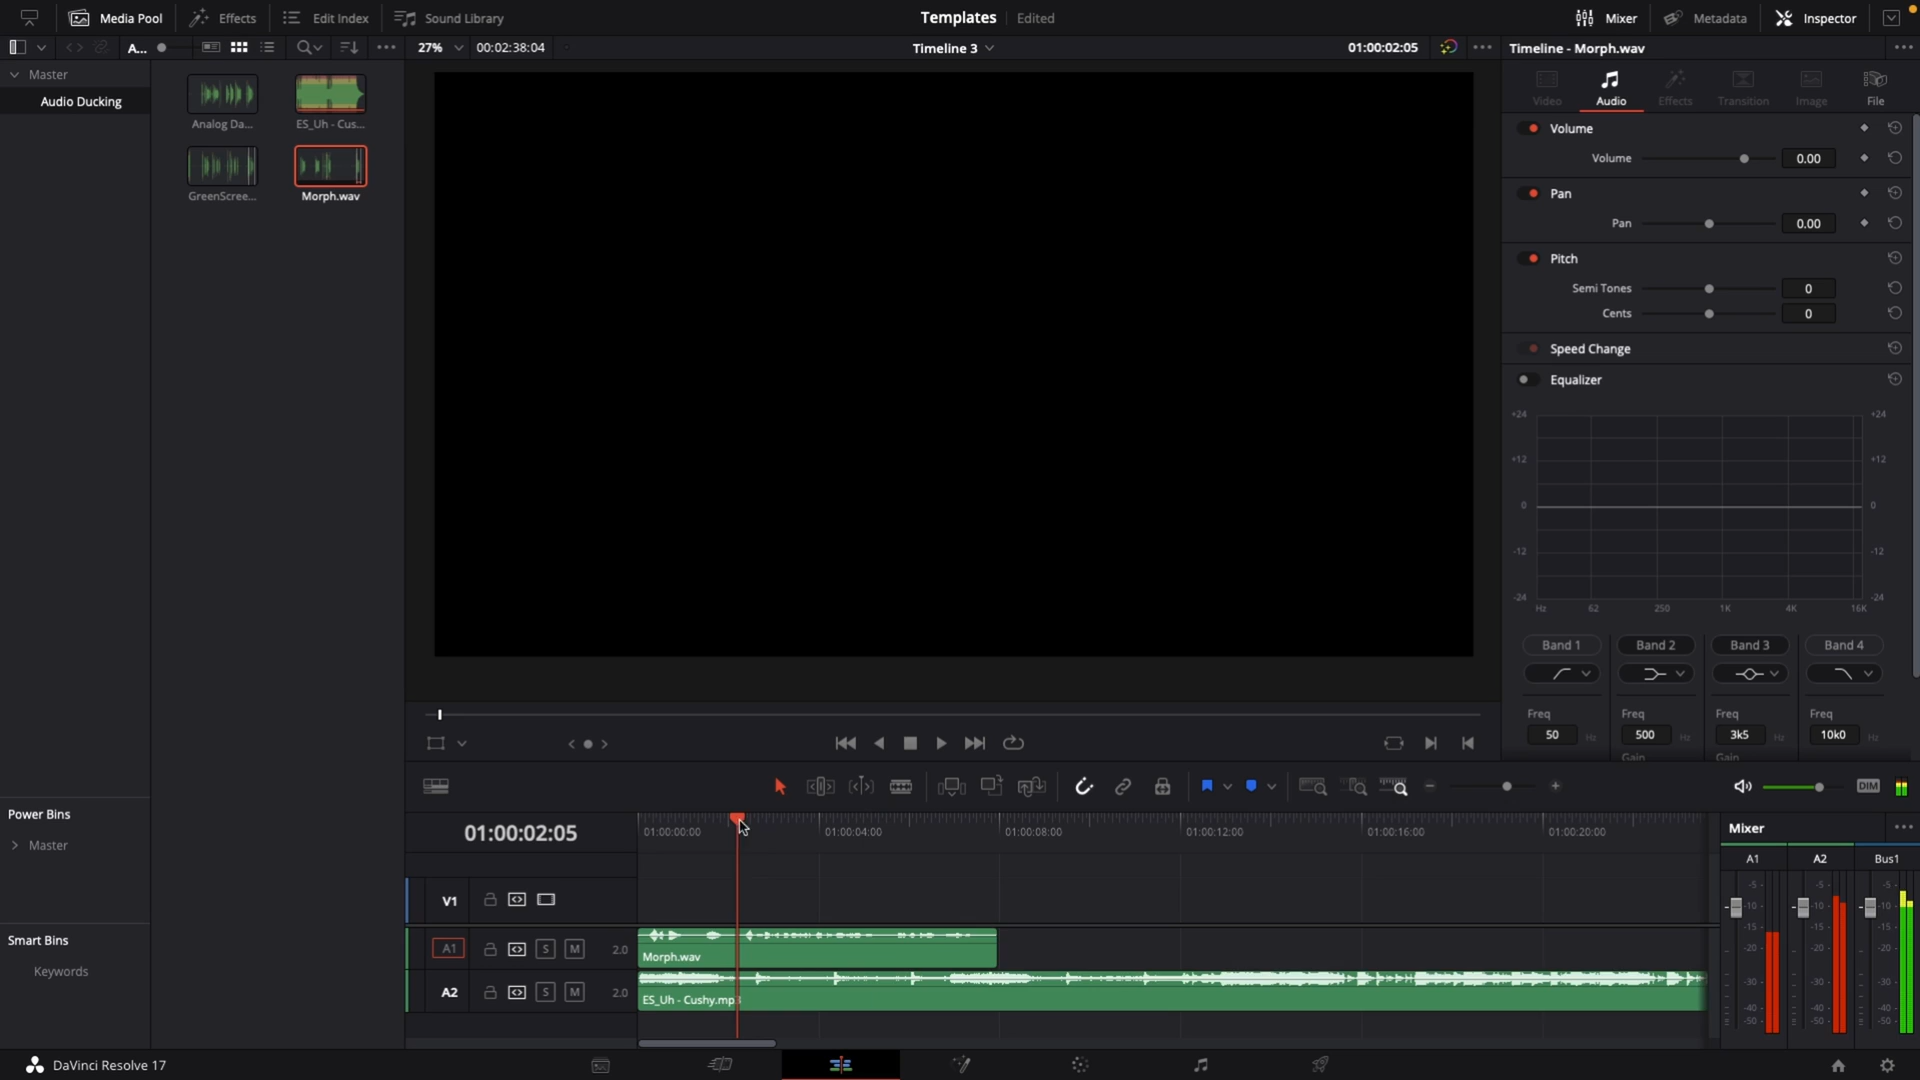 Media Pool Effects Edit Index Sound Library Templates Edited Mixer Metadata Inspector
A... 27% 00:02:38:04 Timeline 3 01:00:02:05 Timeline - Morph.wav
Master
Audio Ducking
Analog Da... ES_Uh - Cus...
GreenScree... Morph.wav
Video Audio Effects Transition Image File
Volume
Volume 0.00
Pan
Pan 0.00
Pitch
Semi Tones 0
Cents 0
Speed Change
Equalizer
+24 +24
+12 +12
0 0
-12 -12
-24 -24
Hz 62 250 1K 4K 16K
Band 1 Band 2 Band 3 Band 4
Freq Freq Freq Freq
50 Hz 500 Hz 3k5 Hz 10k0 Hz
Gain Gain
DIM
Power Bins
Master
Smart Bins
Keywords
01:00:02:05 01:00:00:00 01:00:04:00 01:00:08:00 01:00:12:00 01:00:16:00 01:00:20:00
V1
A1 S M 2.0 Morph.wav
A2 S M 2.0 ES_Uh - Cushy.mp3
Mixer
A1 A2 Bus1
-5 -5 -5
-10 -10 -10
-15 -15 -15
-20 -20 -20
-30 -30 -30
-40 -40 -40
-50 -50 -50
DaVinci Resolve 17